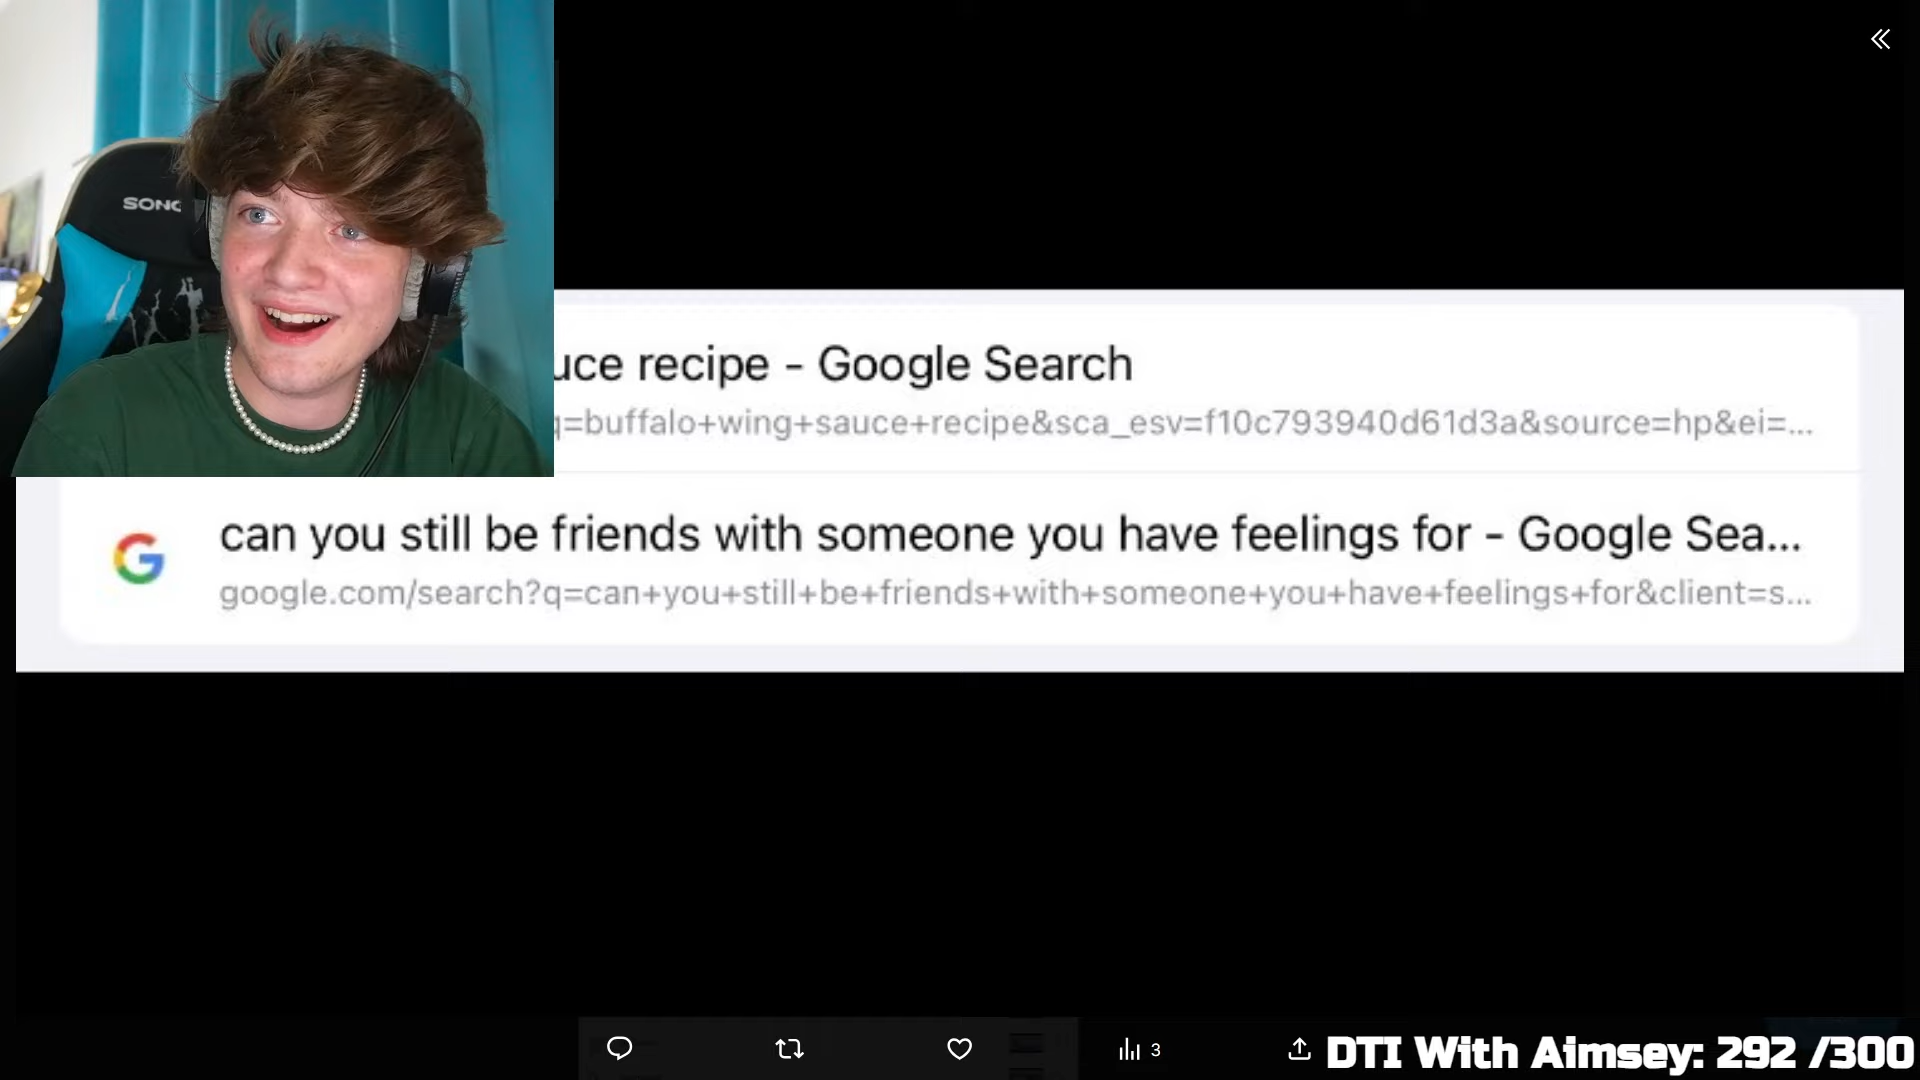 SONG
uce recipe - Google Search
q=buffalo+wing+sauce+recipe&sca_esv=f10c793940d61d3a&source=hp&ei=...
can you still be friends with someone you have feelings for - Google Sea...
google.com/search?q=can+you+still+be+friends+with+someone+you+have+feelings+for&client=s...
3
DTI With Aimsey: 292 /300